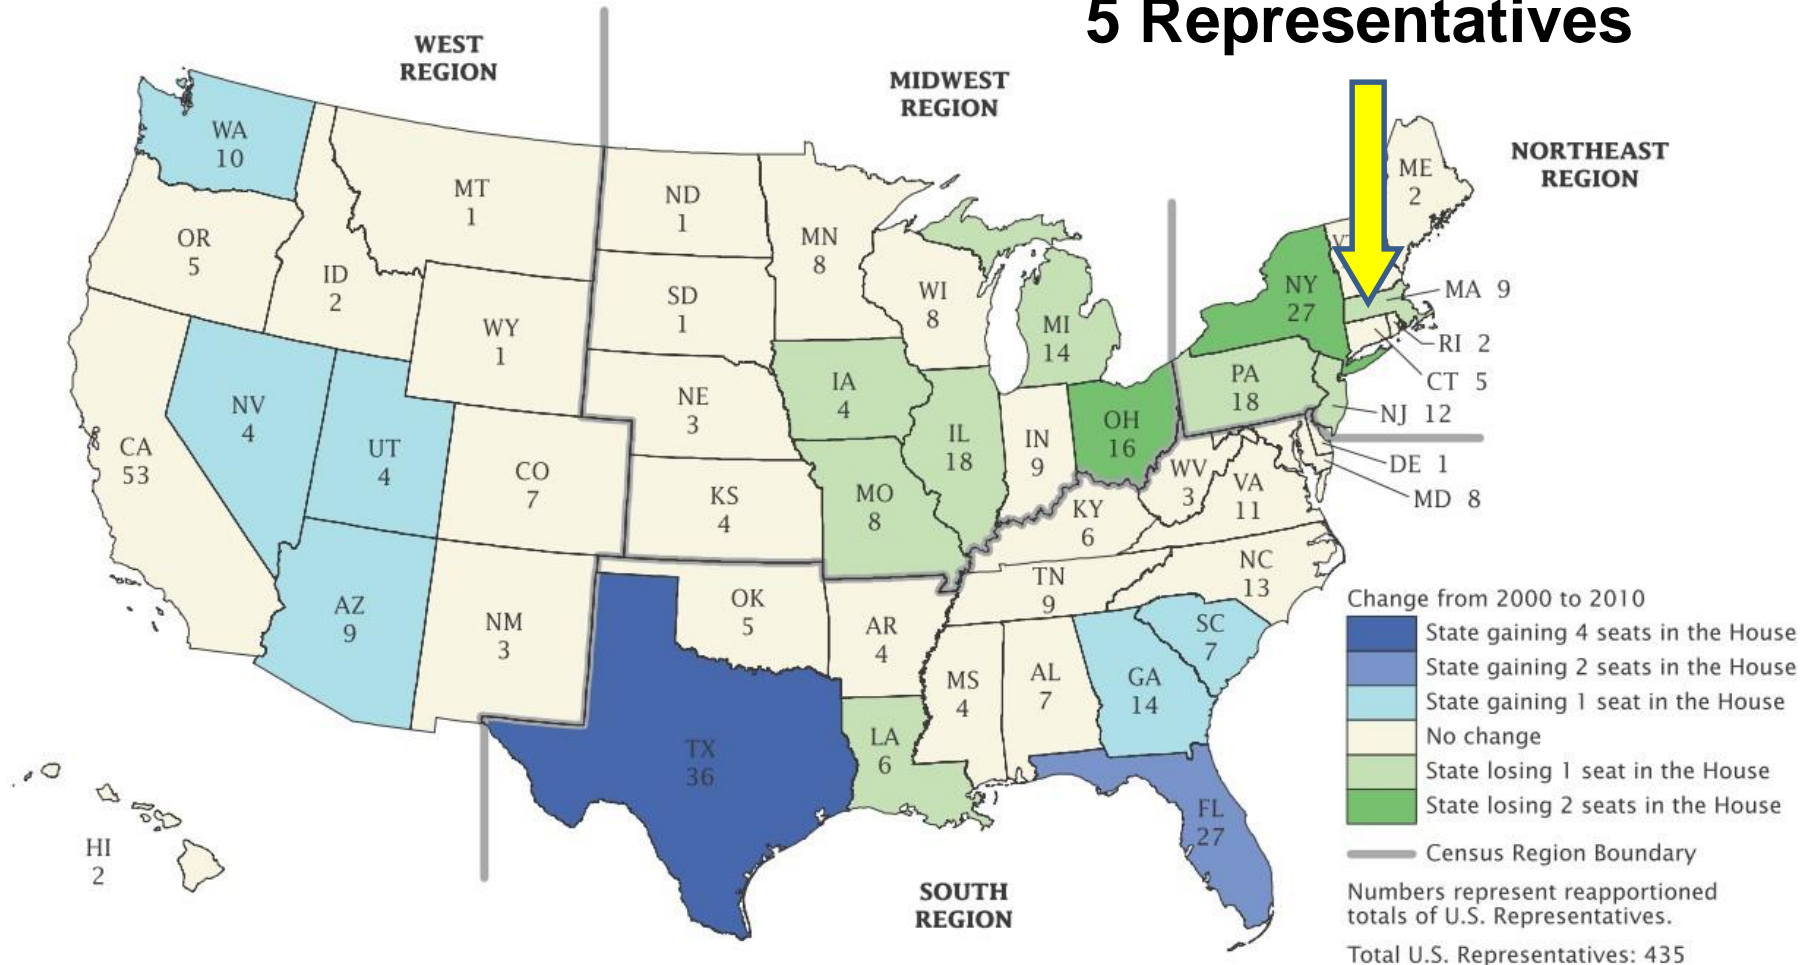 5 Representatives
WEST
REGION
MIDWEST
REGION
NORTHEAST
REGION
WA
10
MT
1
ND
1
MN
8
ME
2
OR
5
ID
2
WY
1
SD
1
WI
8
MI
14
NY
27
MA 9
RI 2
CT 5
NJ 12
PA
18
NV
4
UT
4
CA
53
CO
7
NE
3
IA
4
IL
18
IN
9
OH
16
DE 1
MD 8
WV
3
VA
11
KS
4
MO
8
KY
6
NC
13
TN
9
AZ
9
NM
3
OK
5
AR
4
SC
7
MS
4
AL
7
GA
14
TX
36
LA
6
FL
27
HI
2
SOUTH
REGION
Change from 2000 to 2010
State gaining 4 seats in the House
State gaining 2 seats in the House
State gaining 1 seat in the House
No change
State losing 1 seat in the House
State losing 2 seats in the House
Census Region Boundary
Numbers represent reapportioned
totals of U.S. Representatives.
Total U.S. Representatives: 435